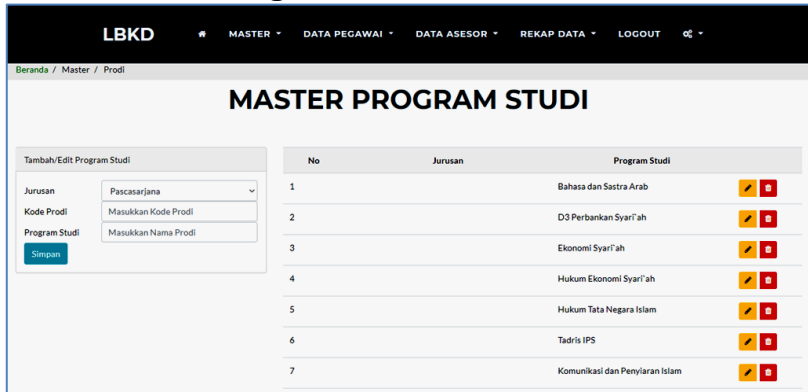 LBKD MASTER DATA PEGAWAI DATA ASESOR REKAP DATA LOGOUT
Beranda / Master / Prodi
MASTER PROGRAM STUDI
Tambah/Edit Program Studi
Jurusan Pascasarjana
Kode Prodi Masukkan Kode Prodi
Program Studi Masukkan Nama Prodi
Simpan
No Jurusan Program Studi
1 Bahasa dan Sastra Arab
2 D3 Perbankan Syari'ah
3 Ekonomi Syari'ah
4 Hukum Ekonomi Syari'ah
5 Hukum Tata Negara Islam
6 Tadris IPS
7 Komunikasi dan Penyiaran Islam